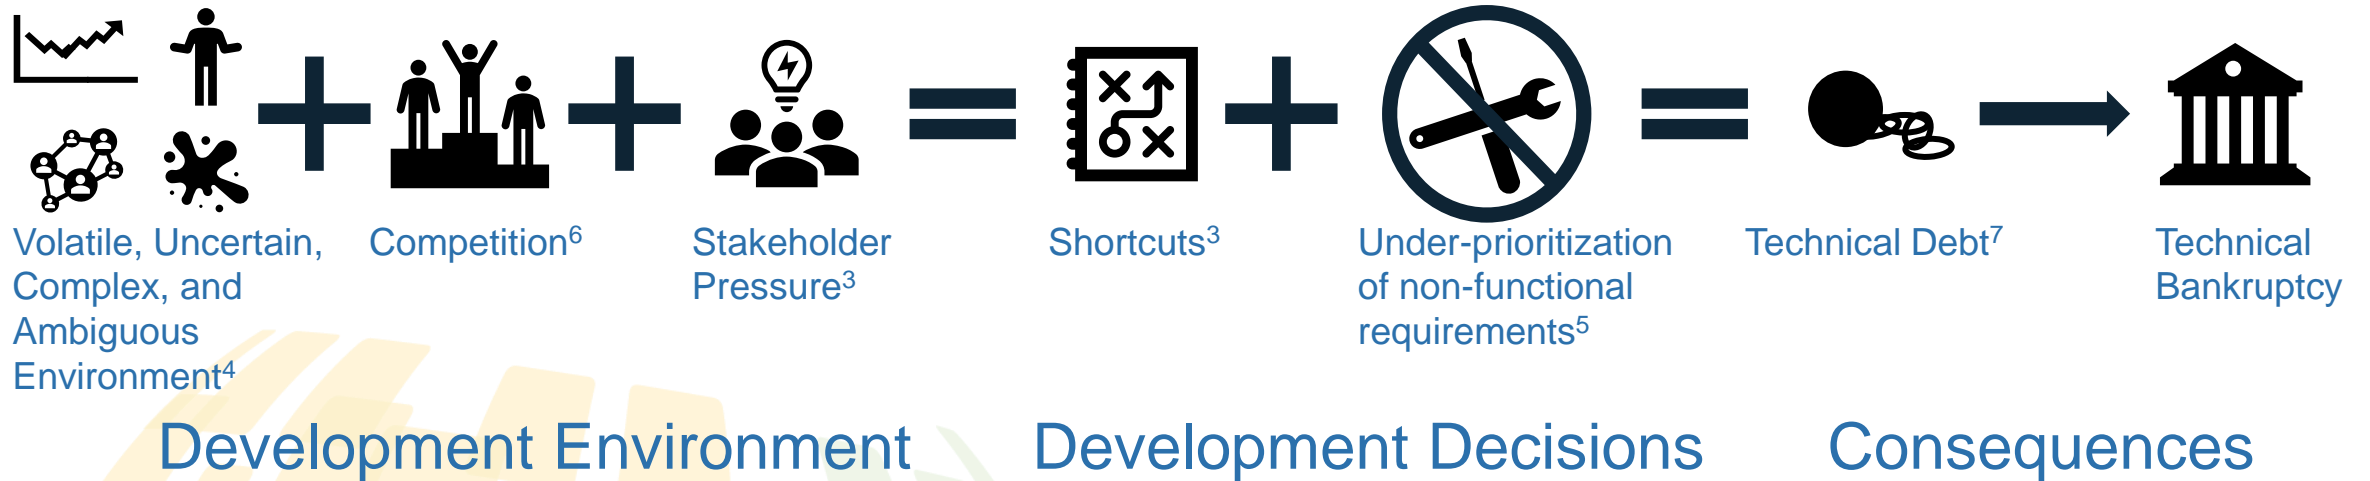 Volatile, Uncertain,
Complex, and
Ambiguous
Environment⁴
Competition⁶
Stakeholder
Pressure³
Shortcuts³
Under-prioritization
of non-functional
requirements⁵
Technical Debt⁷
Technical
Bankruptcy
Development Environment
Development Decisions
Consequences